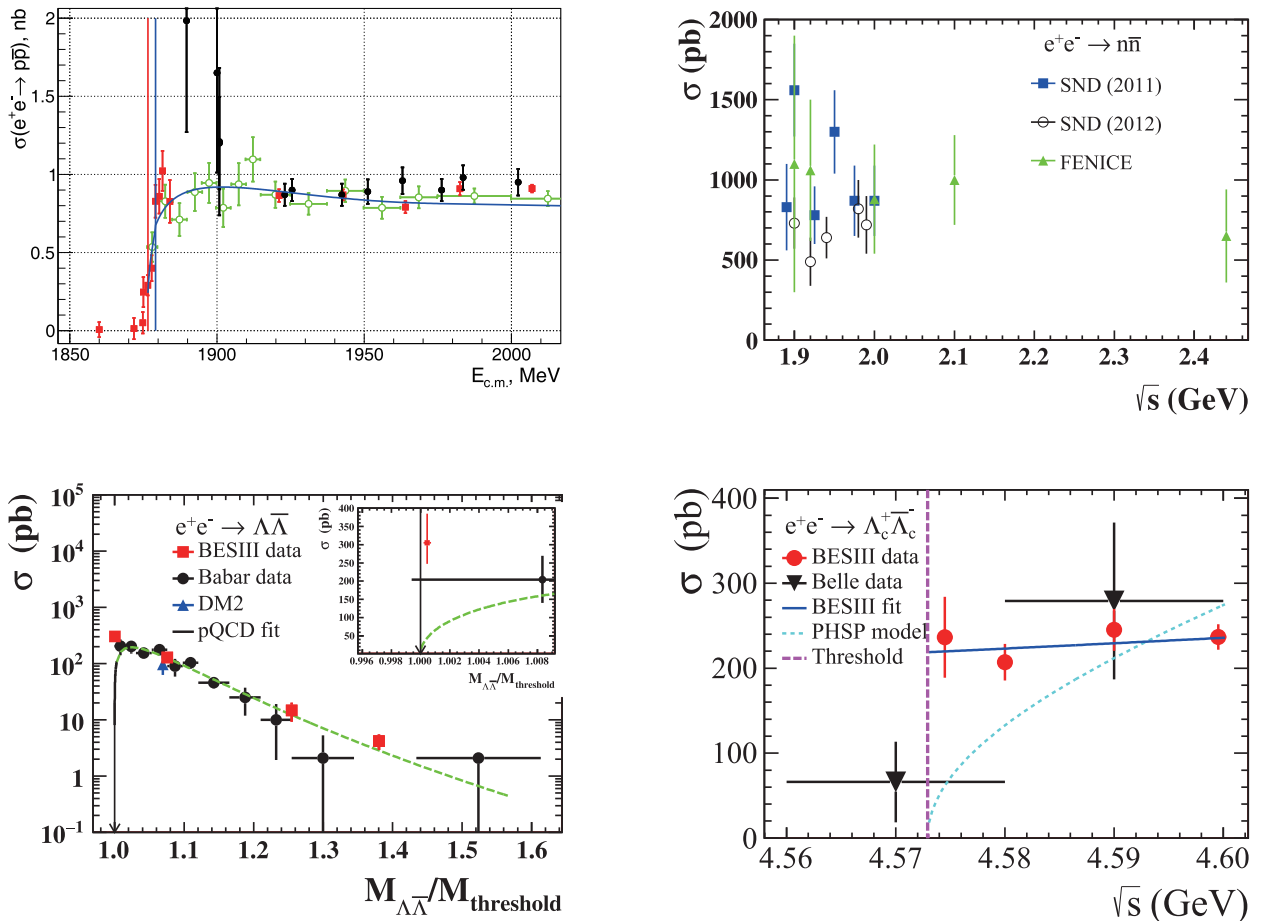 σ(e⁺e⁻→ pp̅), nb
2
1.5
1
0.5
0
1850
1900
1950
2000
E_c.m., MeV
σ (pb)
2000
1500
1000
500
0
e⁺e⁻ → nn̅
SND (2011)
SND (2012)
FENICE
1.9
2.0
2.1
2.2
2.3
2.4
√s (GeV)
σ (pb)
10⁵
10⁴
10³
10²
10
1
10⁻¹
e⁺e⁻ → ΛΛ̅
BESIII data
Babar data
DM2
pQCD fit
σ (pb)
400
350
300
250
200
150
100
50
0.996
0.998
1.000
1.002
1.004
1.006
1.008
M_ΛΛ̅/M_threshold
1.0
1.1
1.2
1.3
1.4
1.5
1.6
M_ΛΛ̅/M_threshold
σ (pb)
400
300
200
100
0
e⁺e⁻ → Λ_c⁺Λ̅_c⁻
BESIII data
Belle data
BESIII fit
PHSP model
Threshold
4.56
4.57
4.58
4.59
4.60
√s (GeV)